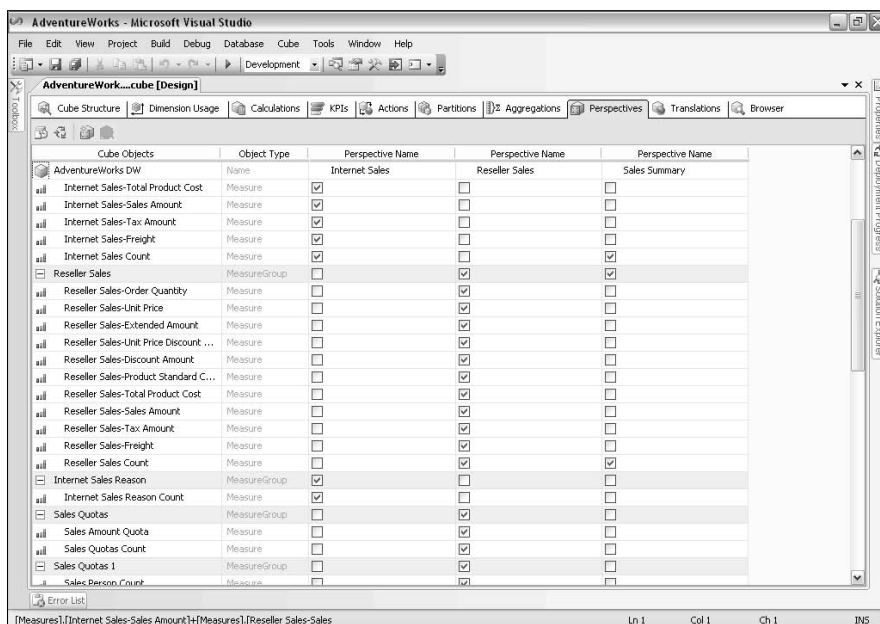 AdventureWorks - Microsoft Visual Studio
File Edit View Project Build Debug Database Cube Tools Window Help
Development
Toolbox
AdventureWork....cube [Design]
Cube Structure Dimension Usage Calculations KPIs Actions Partitions Aggregations Perspectives Translations Browser
Cube Objects Object Type Perspective Name Perspective Name Perspective Name
AdventureWorks DW Name Internet Sales Reseller Sales Sales Summary
Internet Sales-Total Product Cost Measure
Internet Sales-Sales Amount Measure
Internet Sales-Tax Amount Measure
Internet Sales-Freight Measure
Internet Sales Count Measure
Reseller Sales MeasureGroup
Reseller Sales-Order Quantity Measure
Reseller Sales-Unit Price Measure
Reseller Sales-Extended Amount Measure
Reseller Sales-Unit Price Discount ... Measure
Reseller Sales-Discount Amount Measure
Reseller Sales-Product Standard C... Measure
Reseller Sales-Total Product Cost Measure
Reseller Sales-Sales Amount Measure
Reseller Sales-Tax Amount Measure
Reseller Sales-Freight Measure
Reseller Sales Count Measure
Internet Sales Reason MeasureGroup
Internet Sales Reason Count Measure
Sales Quotas MeasureGroup
Sales Amount Quota Measure
Sales Quotas Count Measure
Sales Quotas 1 MeasureGroup
Sales Person Count Measure
Properties
Deployment Progress
Solution Explorer
Error List
[Measures].[Internet Sales-Sales Amount]+[Measures].[Reseller Sales-Sales Ln 1 Col 1 Ch 1 INS